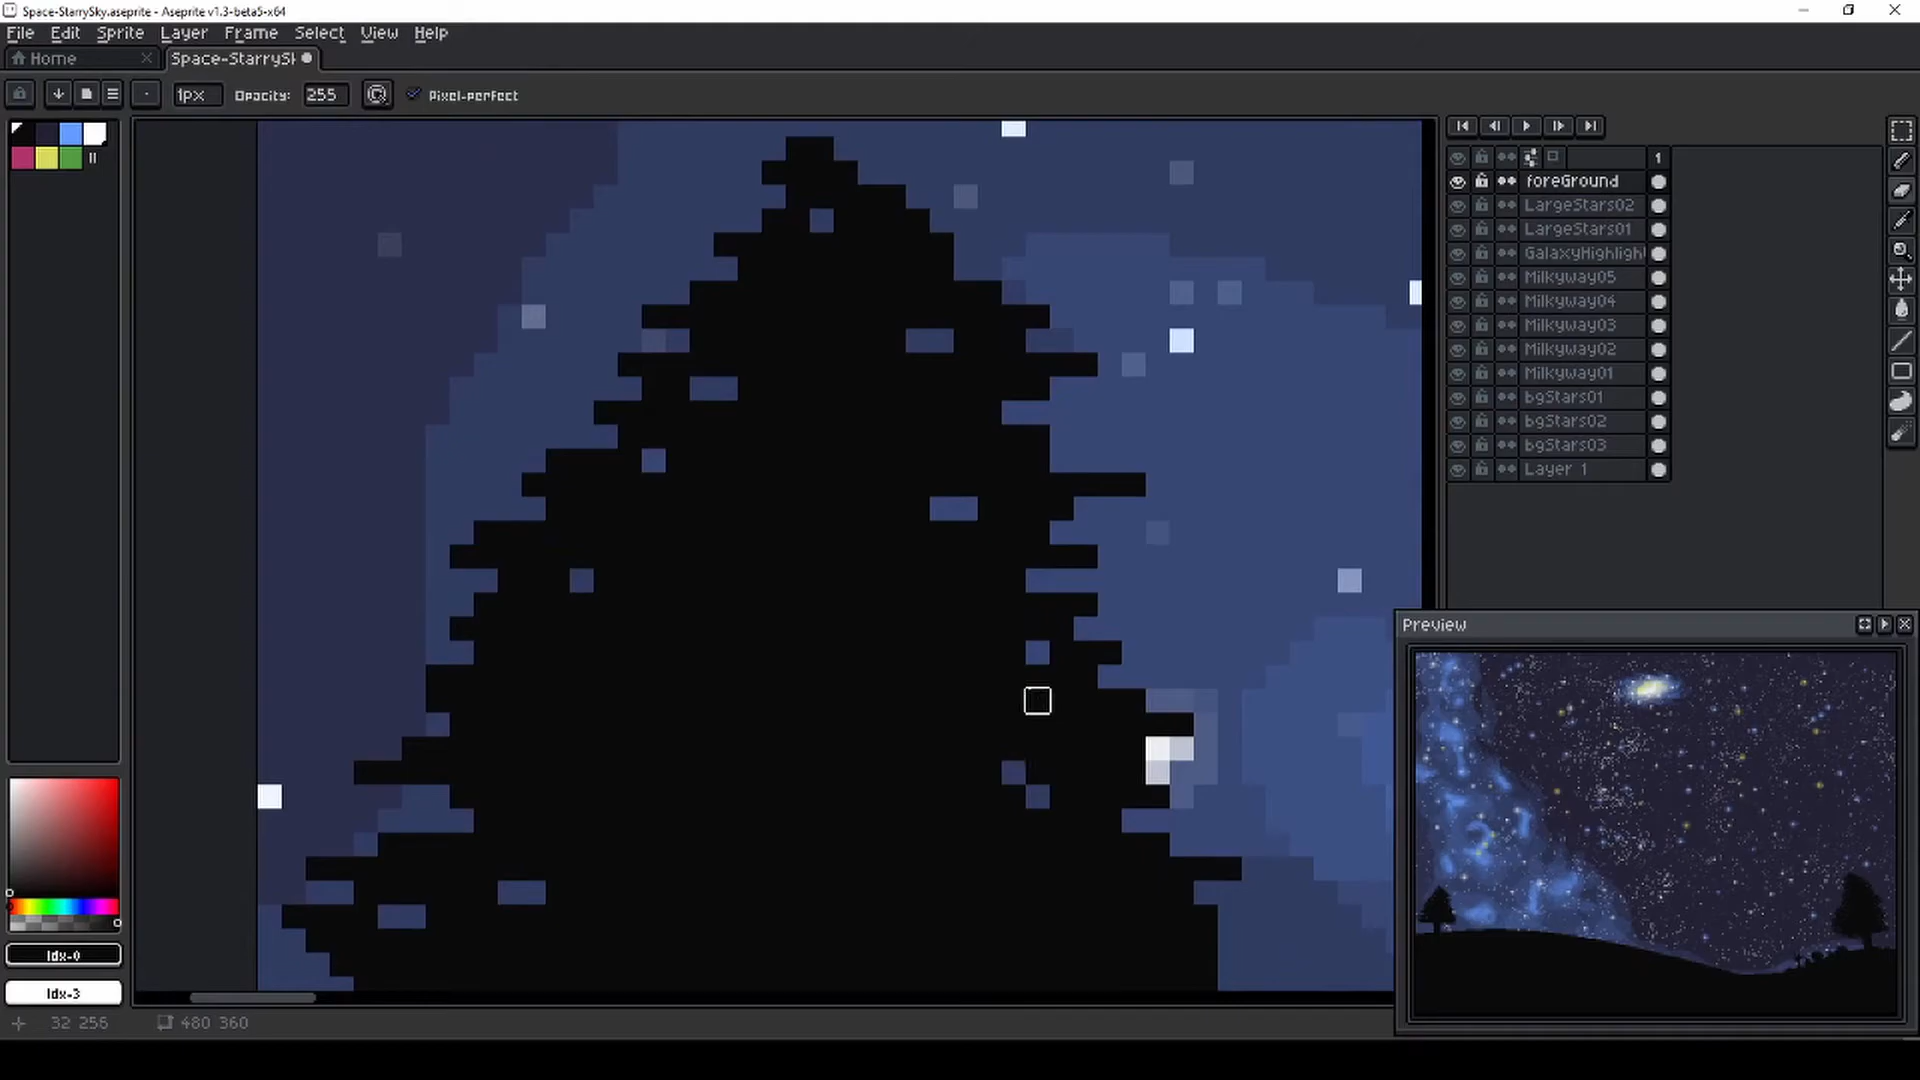 Space-StarrySky.aseprite - Aseprite v1.3-beta5-x64
File Edit Sprite Layer Frame Select View Help
Home
Space-StarrySk
1px Opacity: 255 Pixel-perfect
1
foreGround
LargeStars02
LargeStars01
GalaxyHighligh
Milkyway05
Milkyway04
Milkyway03
Milkyway02
Milkyway01
bgStars01
bgStars02
bgStars03
Layer 1
Preview
Idx-0
Idx-3
32 256
480 360